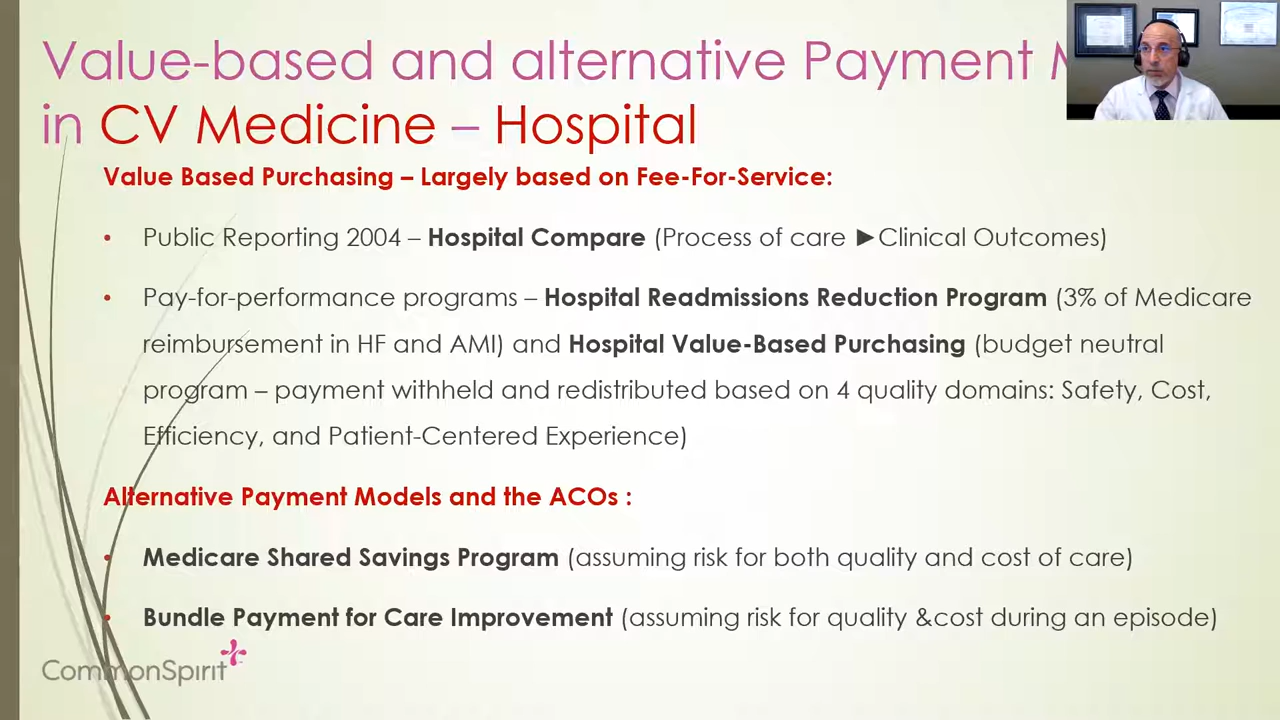 Value-based and alternative Payment
in CV Medicine – Hospital
Value Based Purchasing – Largely based on Fee-For-Service:
• Public Reporting 2004 – Hospital Compare (Process of care ►Clinical Outcomes)
• Pay-for-performance programs – Hospital Readmissions Reduction Program (3% of Medicare
reimbursement in HF and AMI) and Hospital Value-Based Purchasing (budget neutral
program – payment withheld and redistributed based on 4 quality domains: Safety, Cost,
Efficiency, and Patient-Centered Experience)
Alternative Payment Models and the ACOs :
• Medicare Shared Savings Program (assuming risk for both quality and cost of care)
• Bundle Payment for Care Improvement (assuming risk for quality &cost during an episode)
CommonSpirit